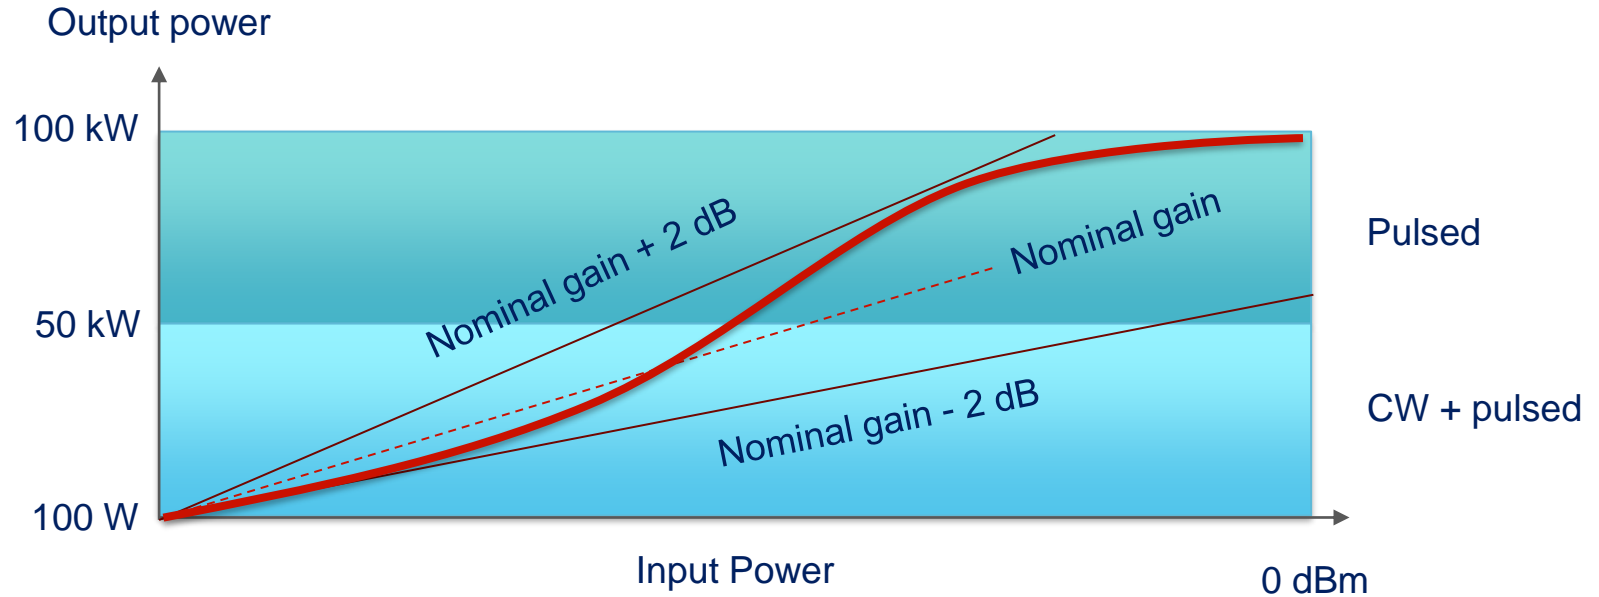 Output power
100 kW
Nominal gain + 2 dB
Nominal gain
Pulsed
50 kW
Nominal gain - 2 dB
CW + pulsed
100 W
Input Power
0 dBm